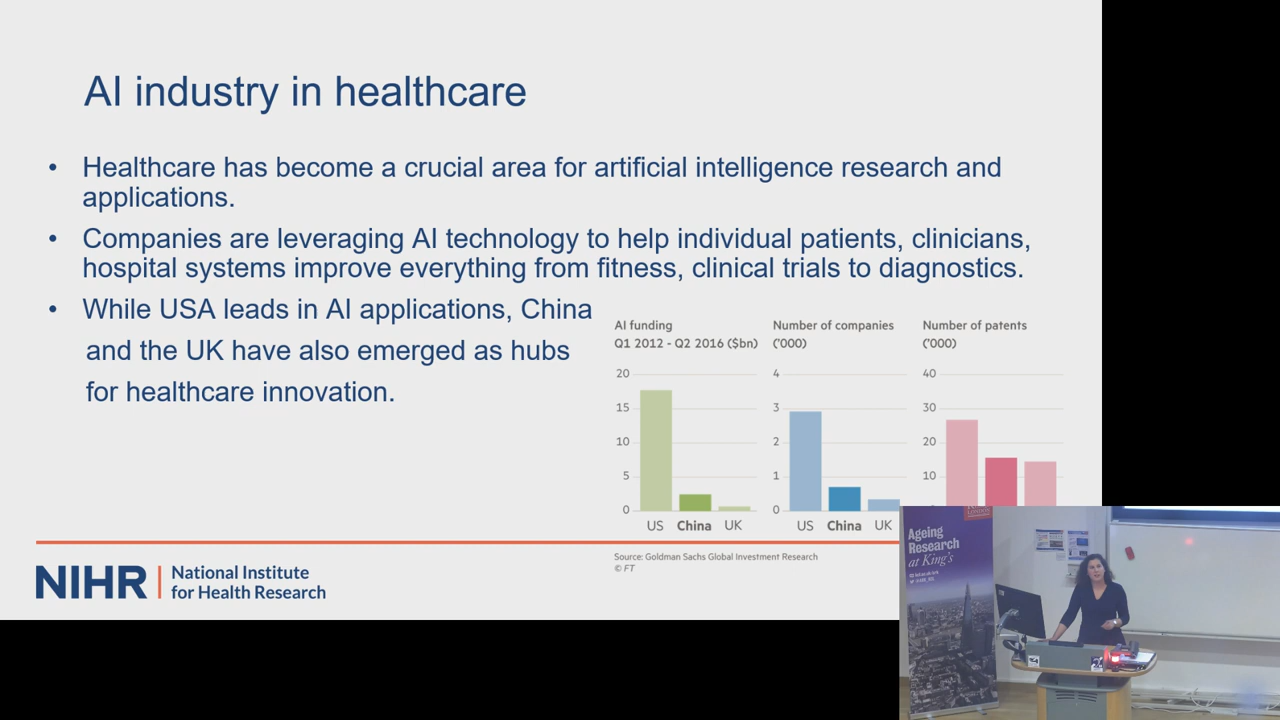 AI industry in healthcare
• Healthcare has become a crucial area for artificial intelligence research and
applications.
• Companies are leveraging AI technology to help individual patients, clinicians,
hospital systems improve everything from fitness, clinical trials to diagnostics.
• While USA leads in AI applications, China
and the UK have also emerged as hubs
for healthcare innovation.
AI funding
Q1 2012 - Q2 2016 ($bn)
20
15
10
5
0
US China UK
Number of companies
('000)
4
3
2
1
0
US China UK
Number of patents
('000)
40
30
20
10
Source: Goldman Sachs Global Investment Research
© FT
NIHR | National Institute
for Health Research
Ageing
Research
at King's